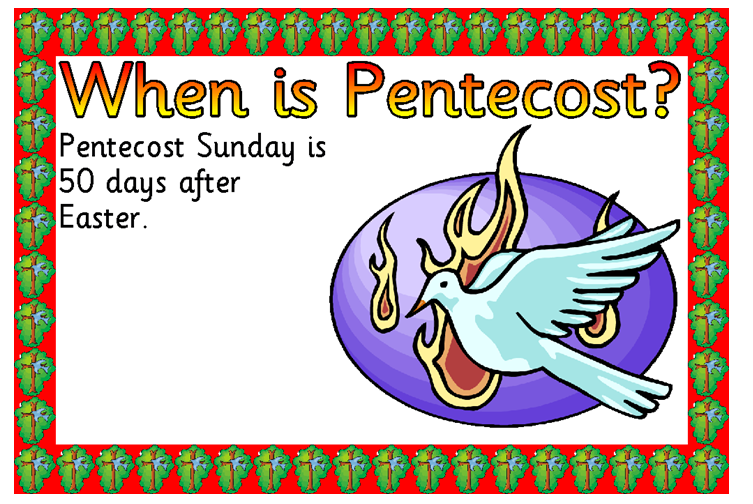 When is Pentecost?
Pentecost Sunday is
50 days after
Easter.